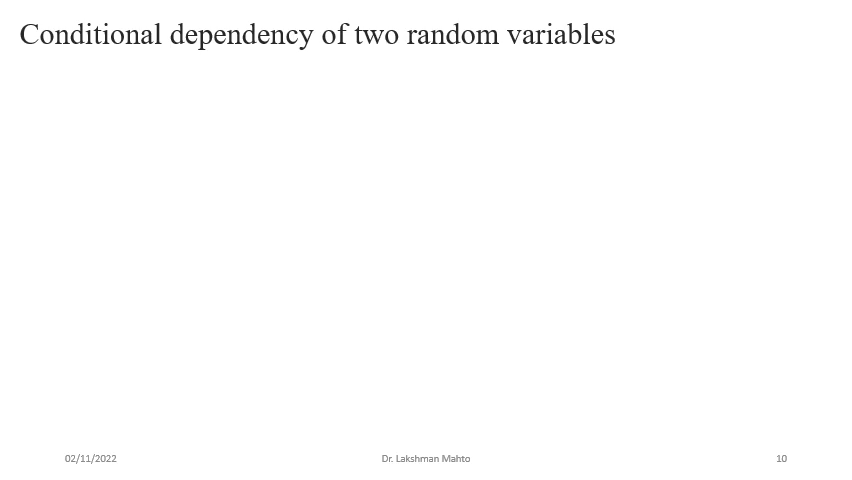 Conditional dependency of two random variables
02/11/2022
Dr. Lakshman Mahto
10